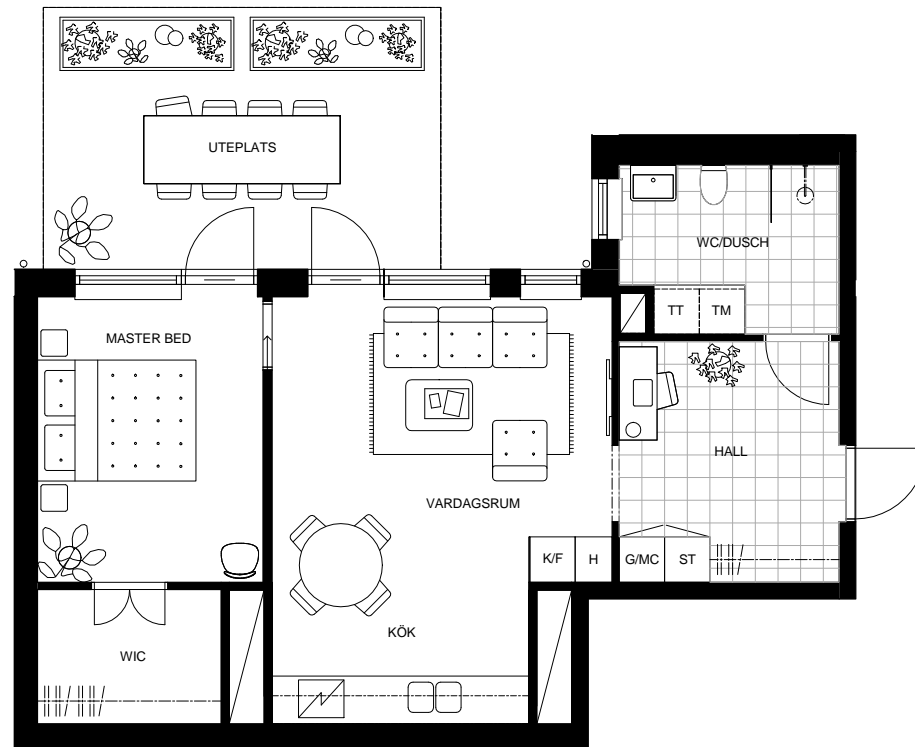 UTEPLATS
WC/DUSCH
TT
TM
MASTER BED
HALL
VARDAGSRUM
K/F
H
G/MC
ST
KÖK
WIC